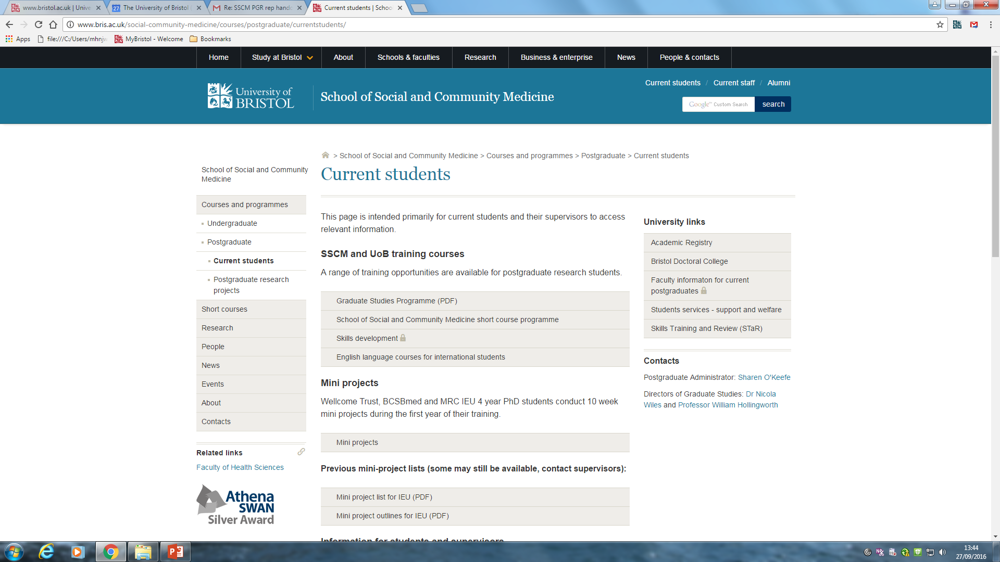 www.bristol.ac.uk | Unive
27 The University of Bristol
Re: SSCM PGR rep hando
Current students | Schoo
www.bris.ac.uk/social-community-medicine/courses/postgraduate/currentstudents/
Apps file:///C:/Users/mhnjw MyBristol - Welcome Bookmarks
Home Study at Bristol About Schools & faculties Research Business & enterprise News People & contacts
Current students / Current staff / Alumni
University of
BRISTOL
School of Social and Community Medicine
Google™ Custom Search search
> School of Social and Community Medicine > Courses and programmes > Postgraduate > Current students
Current students
School of Social and Community
Medicine
Courses and programmes
Undergraduate
Postgraduate
Current students
Postgraduate research
projects
Short courses
Research
People
News
Events
About
Contacts
Related links
Faculty of Health Sciences
Athena
SWAN
Silver Award
This page is intended primarily for current students and their supervisors to access
relevant information.
SSCM and UoB training courses
A range of training opportunities are available for postgraduate research students.
Graduate Studies Programme (PDF)
School of Social and Community Medicine short course programme
Skills development
English language courses for international students
Mini projects
Wellcome Trust, BCSBmed and MRC IEU 4 year PhD students conduct 10 week
mini projects during the first year of their training.
Mini projects
Previous mini-project lists (some may still be available, contact supervisors):
Mini project list for IEU (PDF)
Mini project outlines for IEU (PDF)
Information for students and supervisors
University links
Academic Registry
Bristol Doctoral College
Faculty informaton for current
postgraduates
Students services - support and welfare
Skills Training and Review (STaR)
Contacts
Postgraduate Administrator: Sharen O'Keefe
Directors of Graduate Studies: Dr Nicola
Wiles and Professor William Hollingworth
13:44
27/09/2016